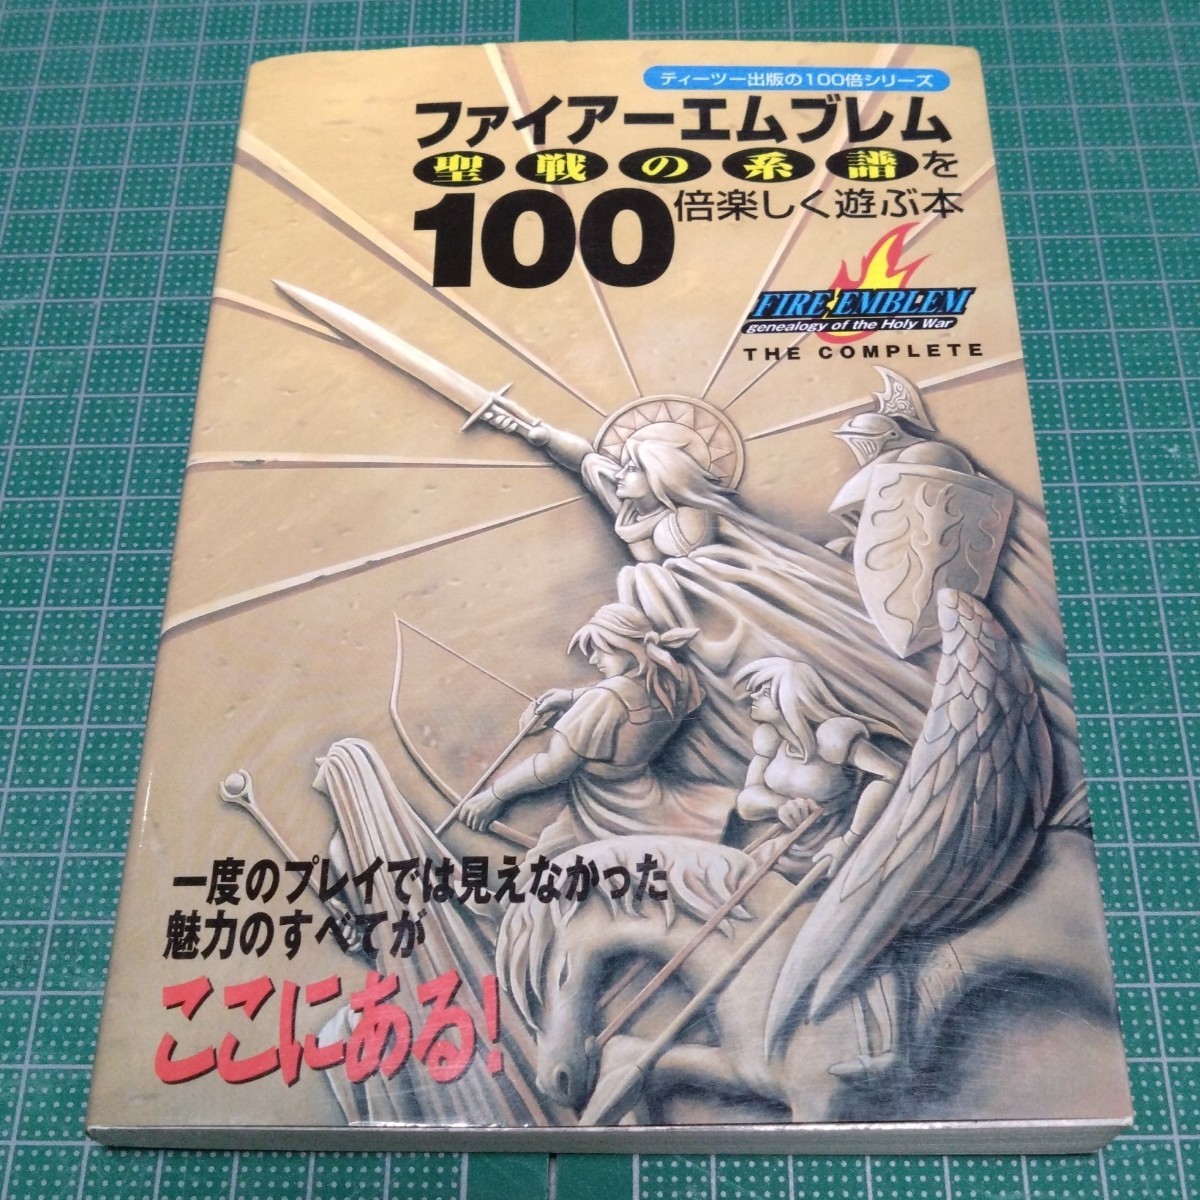 ティーツー出版の100倍シリーズ
ファイアーエムブレム
聖戦の系譜を
100倍楽しく遊ぶ本
FIRE EMBLEM
genealogy of the Holy War
THE COMPLETE
一度のプレイでは見えなかった
魅力のすべてが
ここにある!